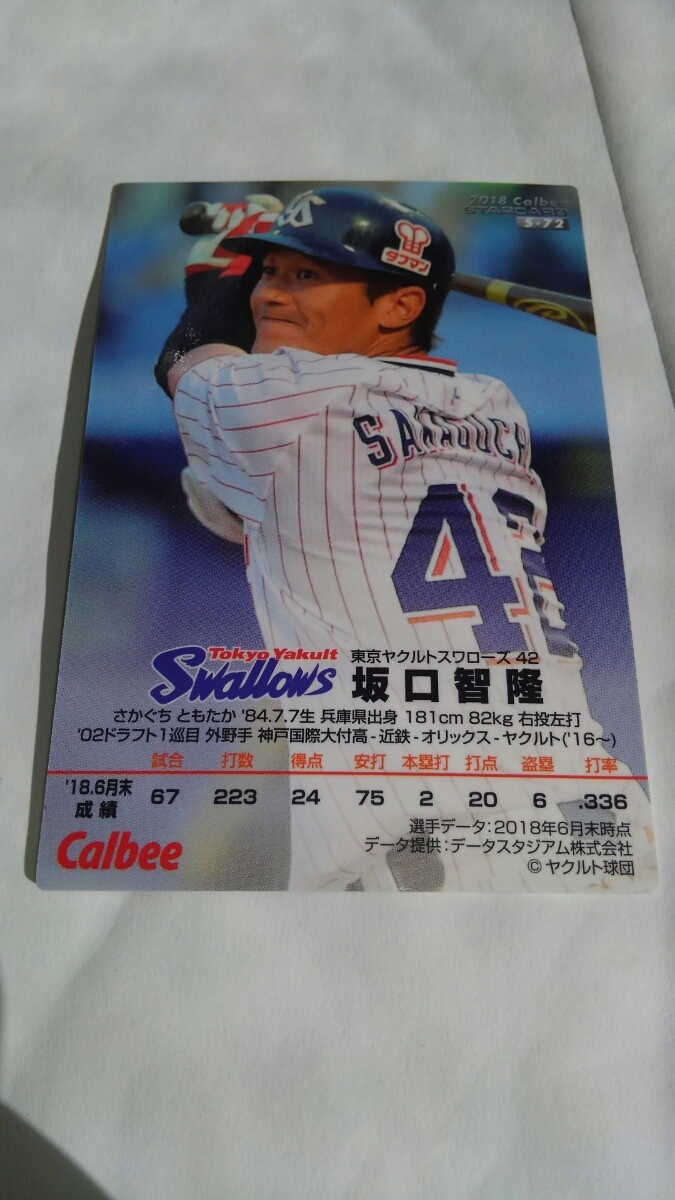 2018 Calbee
STARCARD
S-72
タフマン
SAKAGUCHI
42
Tokyo Yakult
Swallows
東京ヤクルトスワローズ 42
坂口智隆
さかぐち ともたか '84.7.7生 兵庫県出身 181cm 82kg 右投左打
'02ドラフト1巡目 外野手 神戸国際大付高-近鉄-オリックス-ヤクルト('16~)
試合 打数 得点 安打 本塁打 打点 盗塁 打率
'18.6月末
成績 67 223 24 75 2 20 6 .336
Calbee
選手データ:2018年6月末時点
データ提供:データスタジアム株式会社
© ヤクルト球団